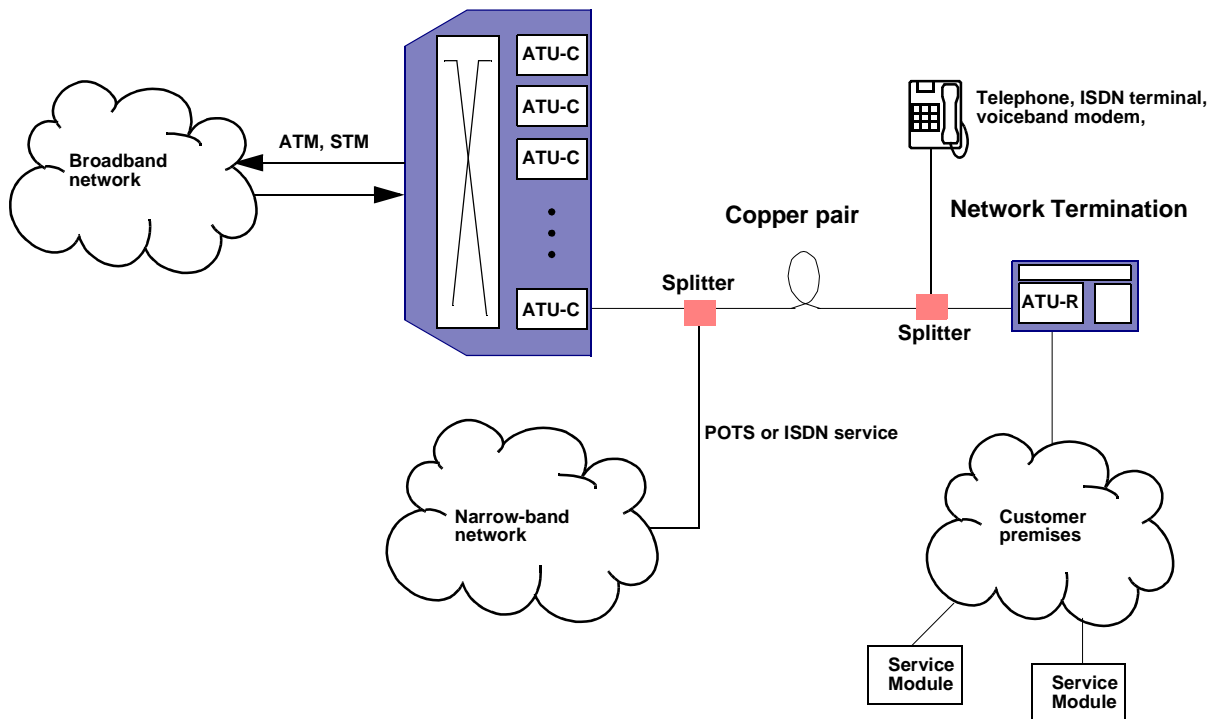 ATU-C
ATU-C
ATU-C
ATU-C
Broadband
network
ATM, STM
Telephone, ISDN terminal,
voiceband modem,
Copper pair
Network Termination
Splitter
Splitter
ATU-R
POTS or ISDN service
Narrow-band
network
Customer
premises
Service
Module
Service
Module